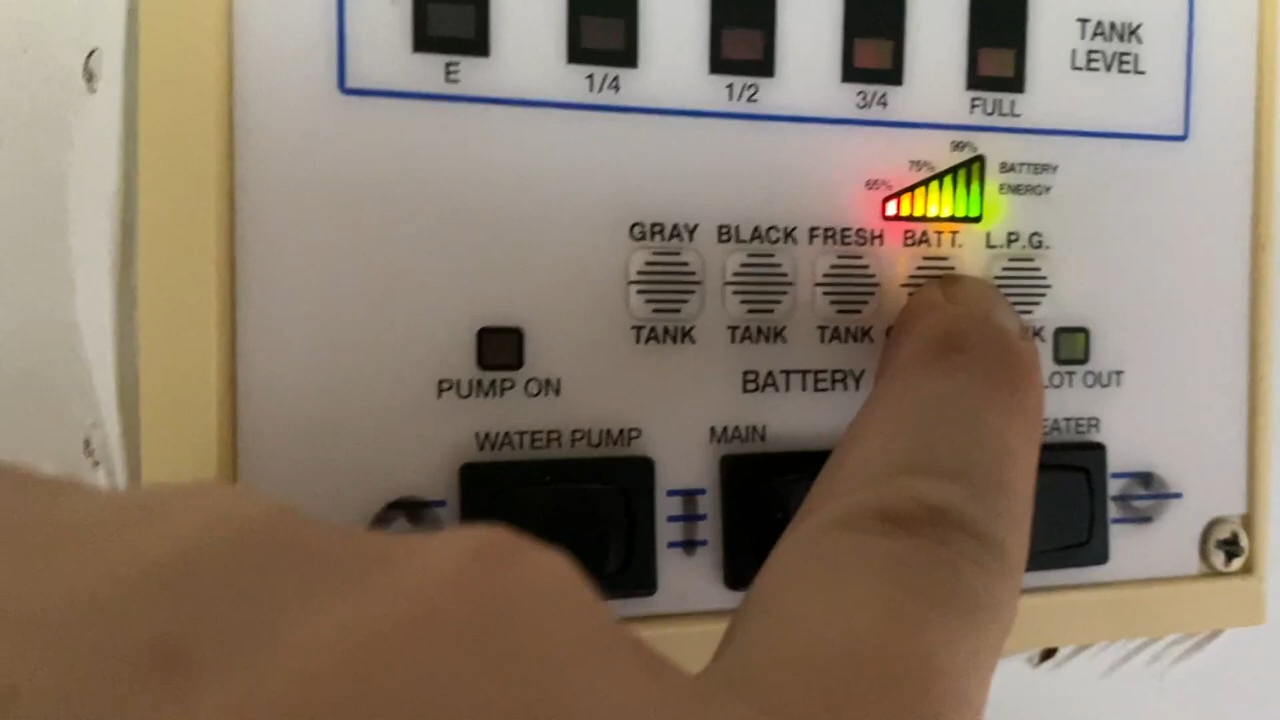 E
1/4
1/2
3/4
FULL
TANK
LEVEL
99%
75%
65%
BATTERY
ENERGY
GRAY
BLACK
FRESH
BATT.
L.P.G.
TANK
TANK
TANK
PUMP ON
BATTERY
OUT
WATER PUMP
MAIN